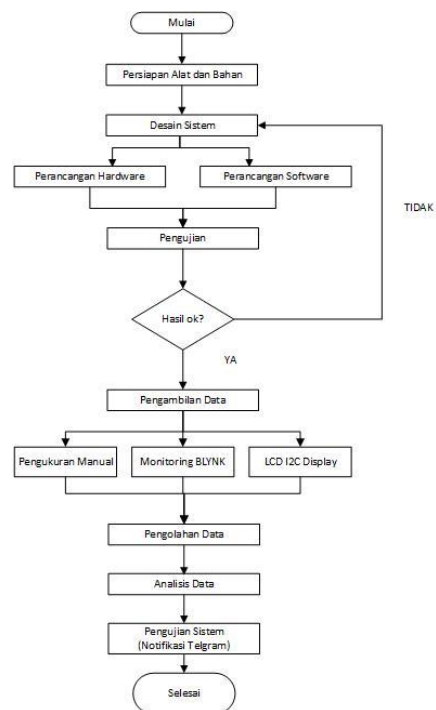 Mulai
Persiapan Alat dan Bahan
Desain Sistem
Perancangan Hardware
Perancangan Software
TIDAK
Pengujian
Hasil ok?
YA
Pengambilan Data
Pengukuran Manual
Monitoring BLYNK
LCD I2C Display
Pengolahan Data
Analisis Data
Pengujian Sistem
(Notifikasi Telgram)
Selesai